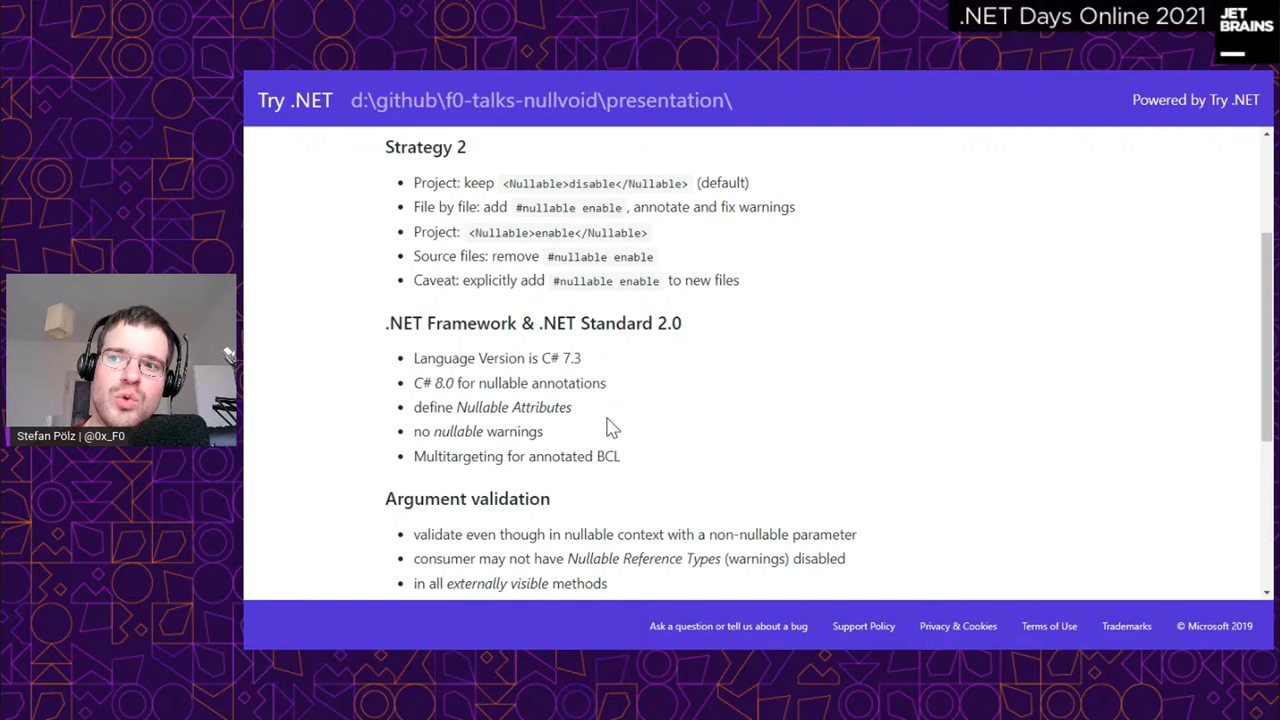 .NET Days Online 2021
JET
BRAINS
Try .NET d:\github\f0-talks-nullvoid\presentation\ Powered by Try .NET
Strategy 2
Project: keep <Nullable>disable</Nullable> (default)
File by file: add #nullable enable , annotate and fix warnings
Project: <Nullable>enable</Nullable>
Source files: remove #nullable enable
Caveat: explicitly add #nullable enable to new files
.NET Framework & .NET Standard 2.0
Language Version is C# 7.3
C# 8.0 for nullable annotations
define Nullable Attributes
no nullable warnings
Multitargeting for annotated BCL
Argument validation
validate even though in nullable context with a non-nullable parameter
consumer may not have Nullable Reference Types (warnings) disabled
in all externally visible methods
Stefan Pölz | @0x_F0
Ask a question or tell us about a bug Support Policy Privacy & Cookies Terms of Use Trademarks © Microsoft 2019